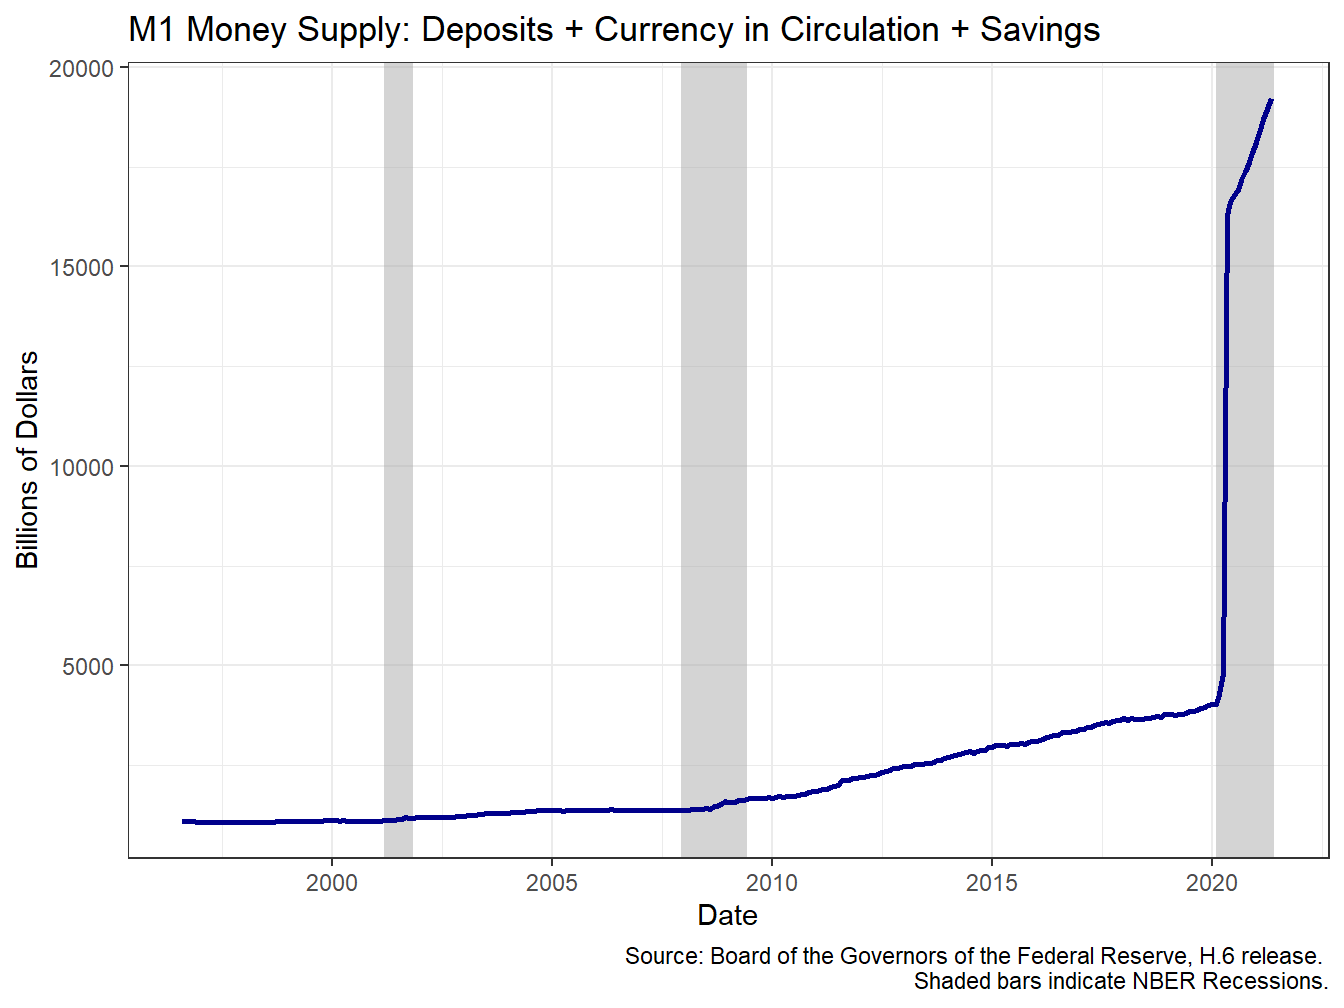 M1 Money Supply: Deposits + Currency in Circulation + Savings
20000
15000
10000
5000
Billions of Dollars
2000 2005 2010 2015 2020
Date
Source: Board of the Governors of the Federal Reserve, H.6 release.
Shaded bars indicate NBER Recessions.